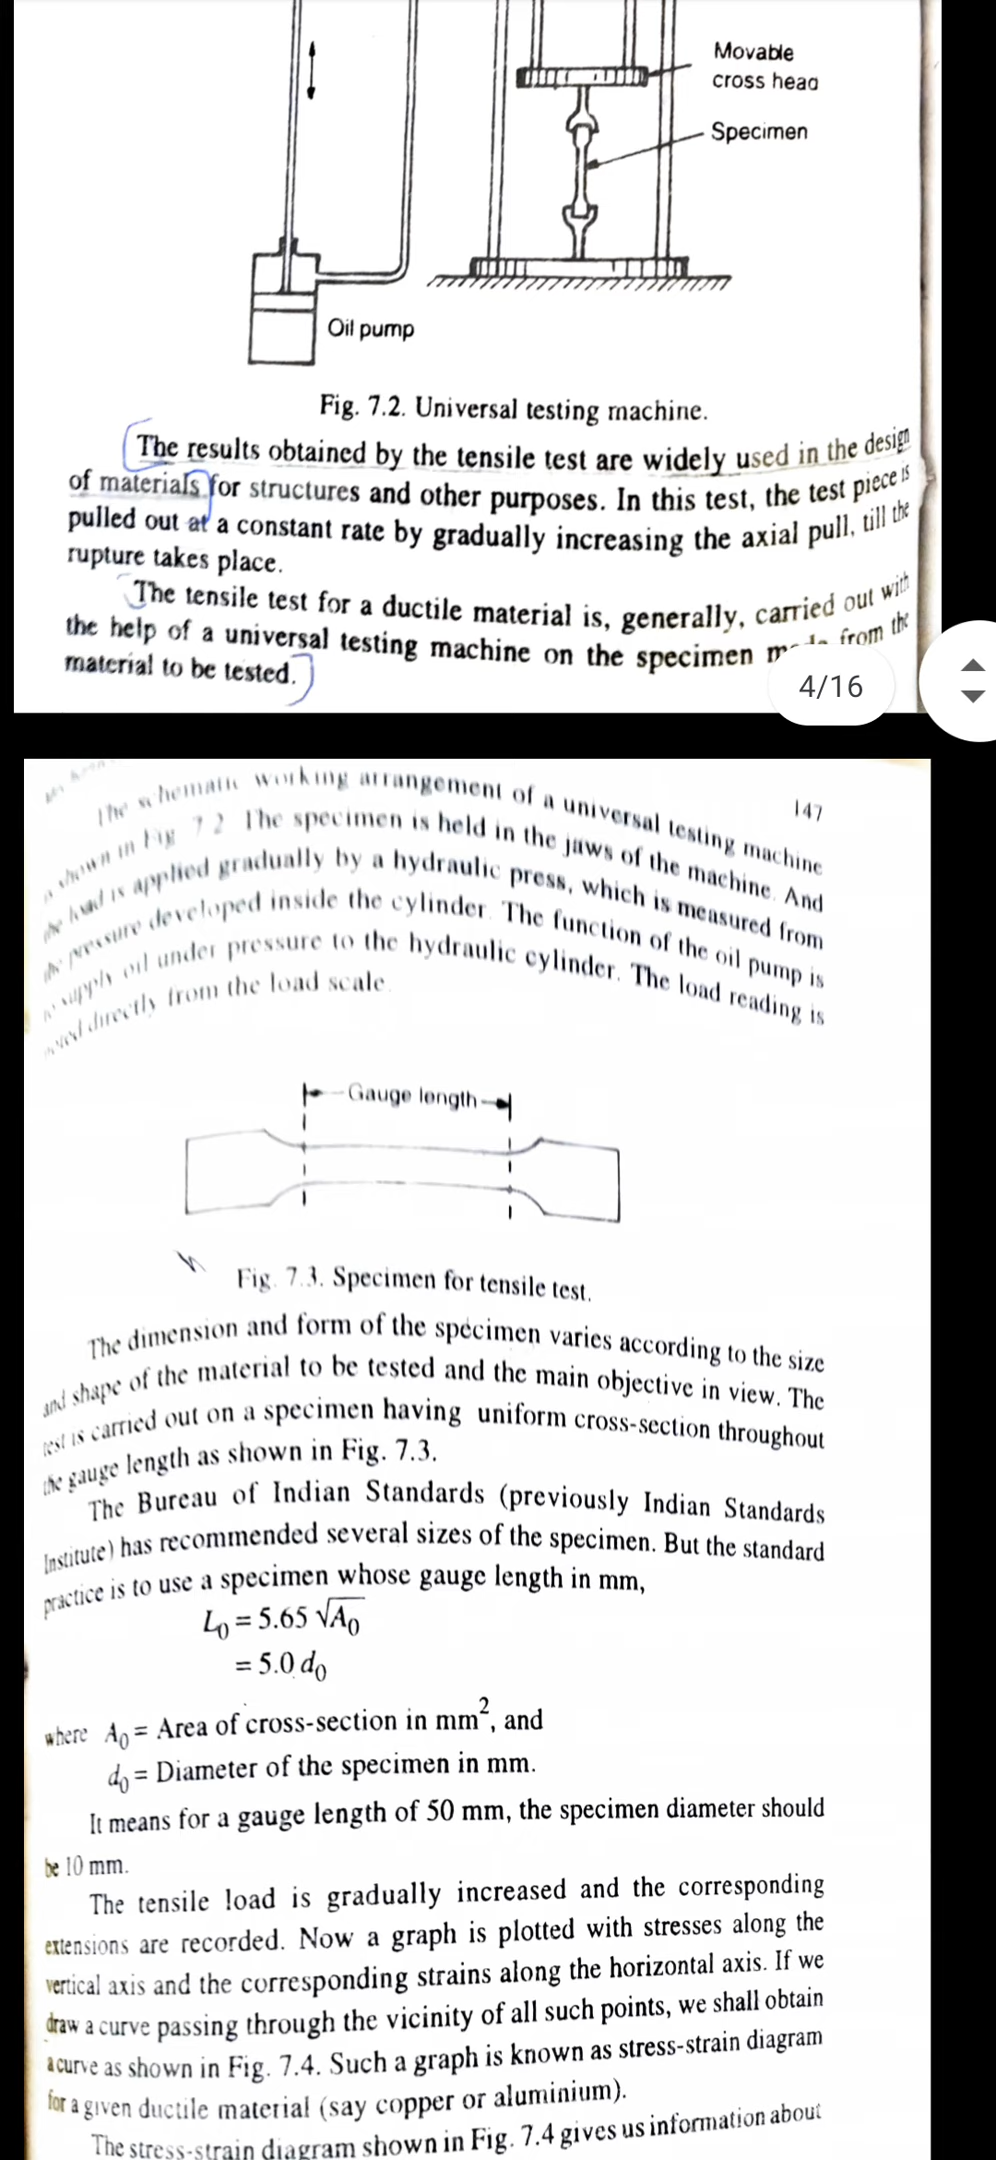 Movable
cross head
Specimen
Oil pump
Fig. 7.2. Universal testing machine.
The results obtained by the tensile test are widely used in the design
of materials for structures and other purposes. In this test, the test piece is
pulled out at a constant rate by gradually increasing the axial pull, till the
rupture takes place.
The tensile test for a ductile material is, generally, carried out with
the help of a universal testing machine on the specimen from the
material to be tested.
4/16
147
The schematic working arrangement of a universal testing machine
shown in Fig 7.2 The specimen is held in the jaws of the machine. And
the load is applied gradually by a hydraulic press, which is measured from
the pressure developed inside the cylinder. The function of the oil pump is
to supply oil under pressure to the hydraulic cylinder. The load reading is
noted directly from the load scale.
Gauge length
Fig. 7.3. Specimen for tensile test.
The dimension and form of the specimen varies according to the size
and shape of the material to be tested and the main objective in view. The
test is carried out on a specimen having uniform cross-section throughout
the gauge length as shown in Fig. 7.3.
The Bureau of Indian Standards (previously Indian Standards
Institute) has recommended several sizes of the specimen. But the standard
practice is to use a specimen whose gauge length in mm,
L₀ = 5.65 √A₀
= 5.0 d₀
where A₀ = Area of cross-section in mm², and
d₀ = Diameter of the specimen in mm.
It means for a gauge length of 50 mm, the specimen diameter should
be 10 mm.
The tensile load is gradually increased and the corresponding
extensions are recorded. Now a graph is plotted with stresses along the
vertical axis and the corresponding strains along the horizontal axis. If we
draw a curve passing through the vicinity of all such points, we shall obtain
a curve as shown in Fig. 7.4. Such a graph is known as stress-strain diagram
for a given ductile material (say copper or aluminium).
The stress-strain diagram shown in Fig. 7.4 gives us information about